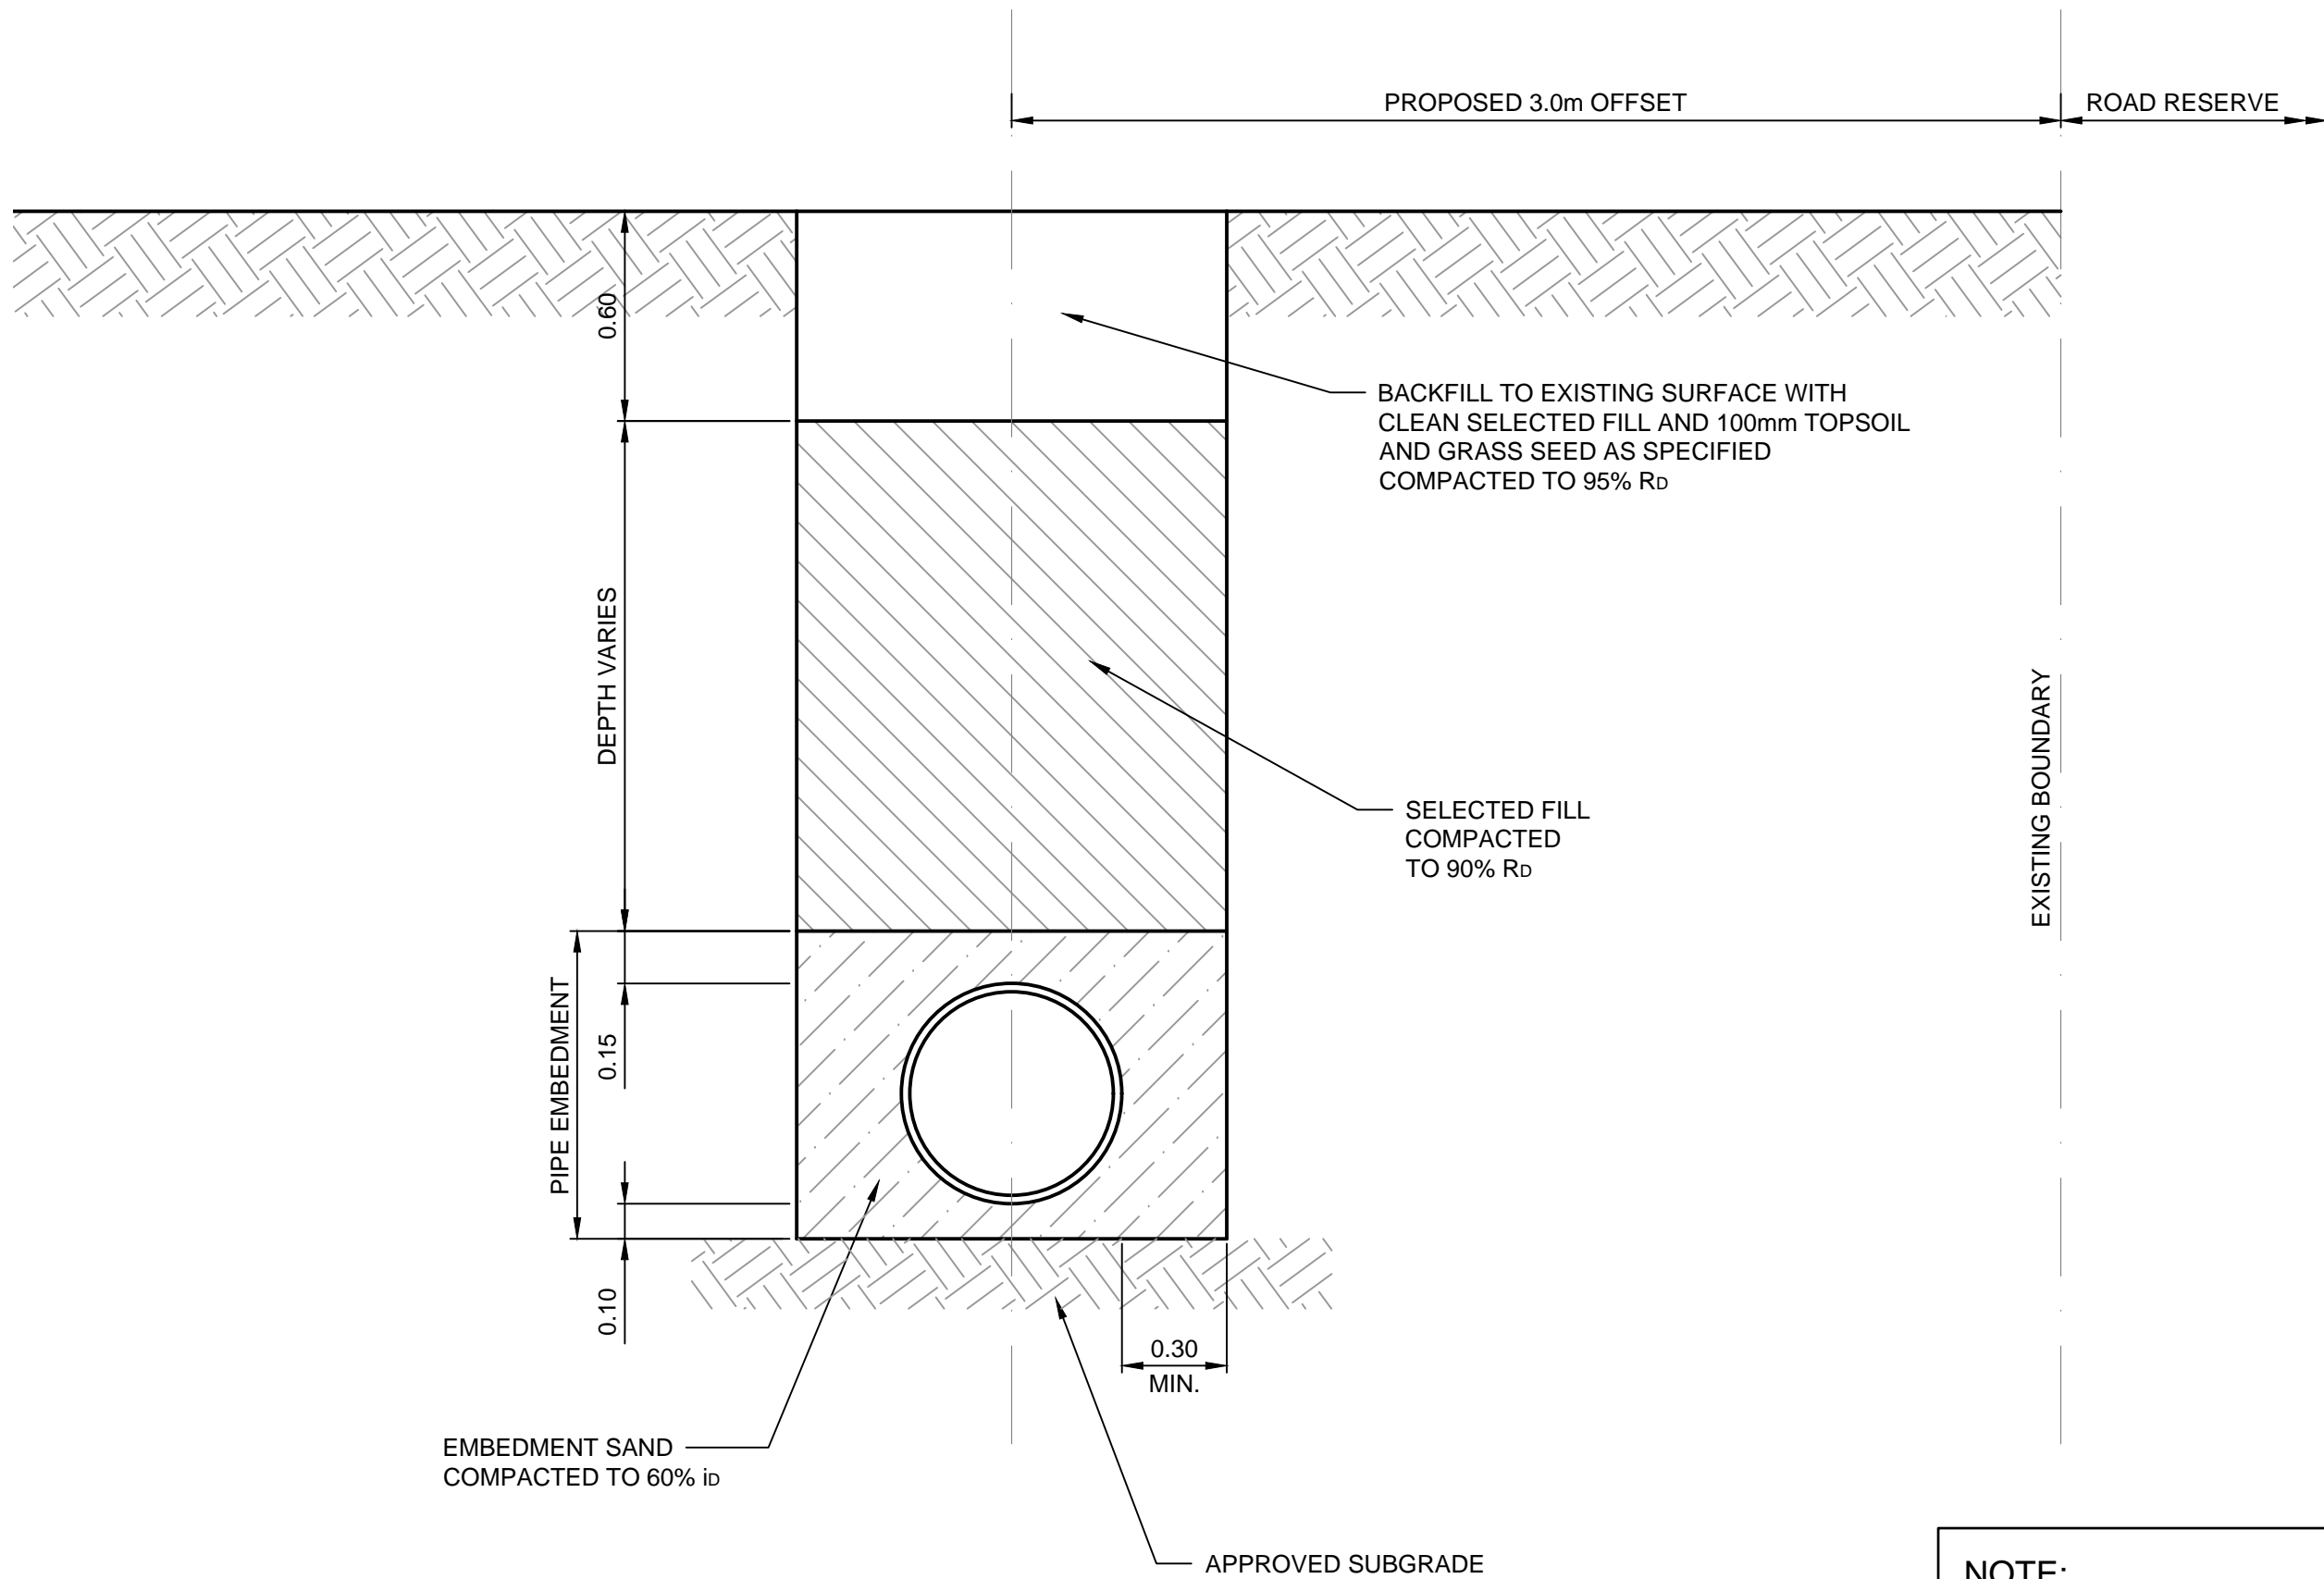 PROPOSED 3.0m OFFSET
ROAD RESERVE
0.60
BACKFILL TO EXISTING SURFACE WITH
CLEAN SELECTED FILL AND 100mm TOPSOIL
AND GRASS SEED AS SPECIFIED
COMPACTED TO 95% RD
DEPTH VARIES
EXISTING BOUNDARY
SELECTED FILL
COMPACTED
TO 90% RD
PIPE EMBEDMENT
0.15
0.10
0.30
MIN.
EMBEDMENT SAND
COMPACTED TO 60% iD
APPROVED SUBGRADE
NOTE: